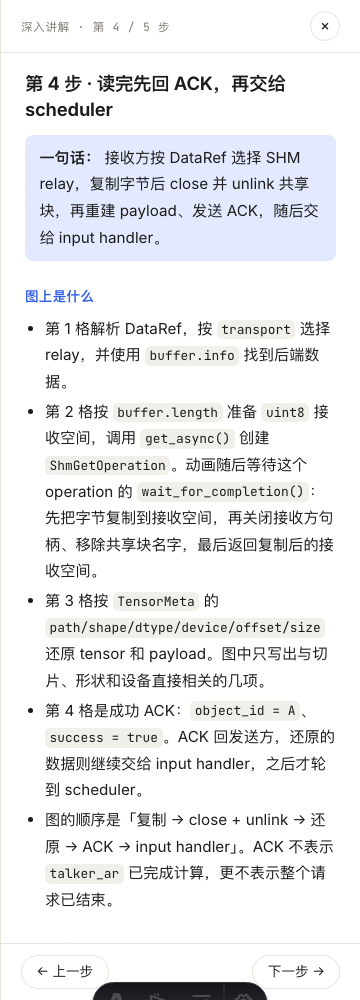 深入讲解 · 第 4 / 5 步
×
第 4 步 · 读完先回 ACK，再交给
scheduler
一句话： 接收方按 DataRef 选择 SHM
relay，复制字节后 close 并 unlink 共享
块，再重建 payload、发送 ACK，随后交
给 input handler。
图上是什么
• 第 1 格解析 DataRef，按 transport 选择
relay，并使用 buffer.info 找到后端数
据。
• 第 2 格按 buffer.length 准备 uint8 接
收空间，调用 get_async() 创建
ShmGetOperation。动画随后等待这个
operation 的 wait_for_completion()：
先把字节复制到接收空间，再关闭接收方句
柄、移除共享块名字，最后返回复制后的接
收空间。
• 第 3 格按 TensorMeta 的
path/shape/dtype/device/offset/size
还原 tensor 和 payload。图中只写出与切
片、形状和设备直接相关的几项。
• 第 4 格是成功 ACK：object_id = A、
success = true。ACK 回发送方，还原的
数据则继续交给 input handler，之后才轮
到 scheduler。
• 图的顺序是「复制 → close + unlink → 还
原 → ACK → input handler」。ACK 不表示
talker_ar 已完成计算，更不表示整个请
求已结束。
← 上一步
下一步 →